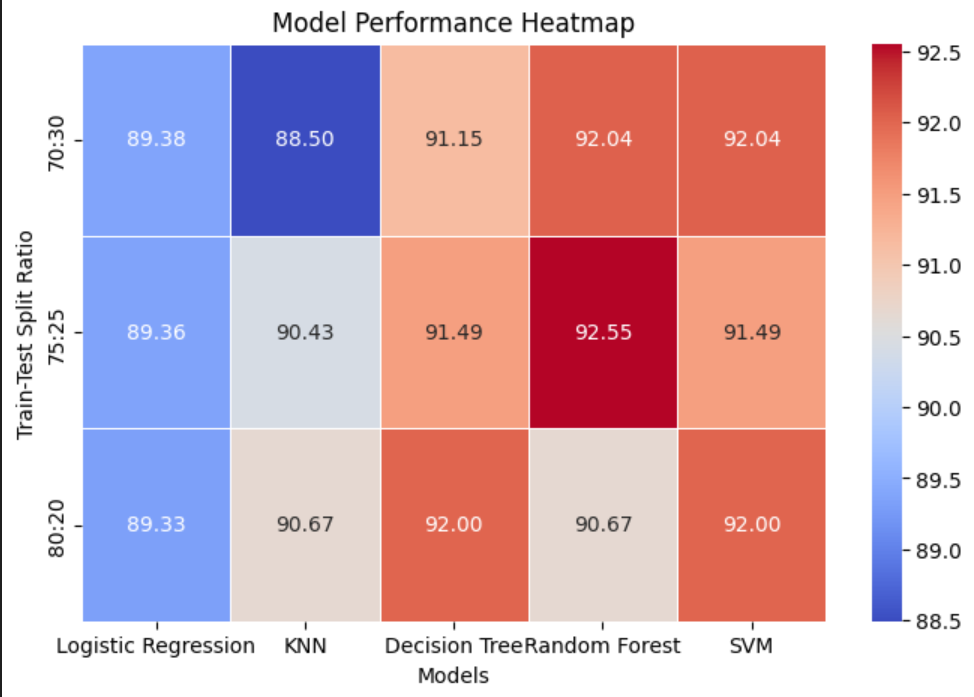 Model Performance Heatmap
Train-Test Split Ratio
70:30
89.38 88.50 91.15 92.04 92.04
75:25
89.36 90.43 91.49 92.55 91.49
80:20
89.33 90.67 92.00 90.67 92.00
Logistic Regression KNN Decision Tree Random Forest SVM
Models
92.5
92.0
91.5
91.0
90.5
90.0
89.5
89.0
88.5